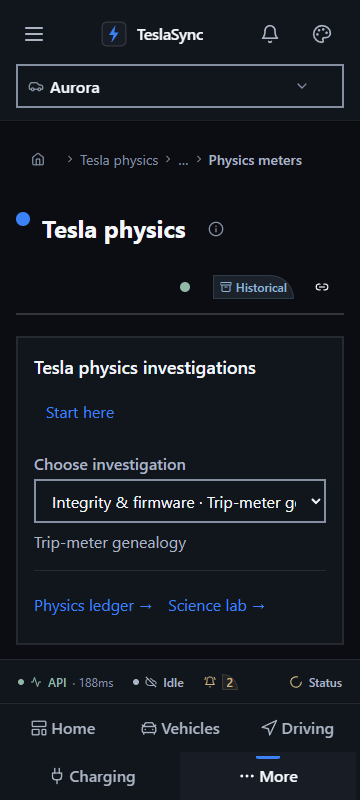 TeslaSync
Aurora
Tesla physics > ... > Physics meters
Tesla physics
Historical
Tesla physics investigations
Start here
Choose investigation
Integrity & firmware · Trip-meter ge
Trip-meter genealogy
Physics ledger → Science lab →
API · 188ms Idle 2 Status
Home Vehicles Driving
Charging ··· More